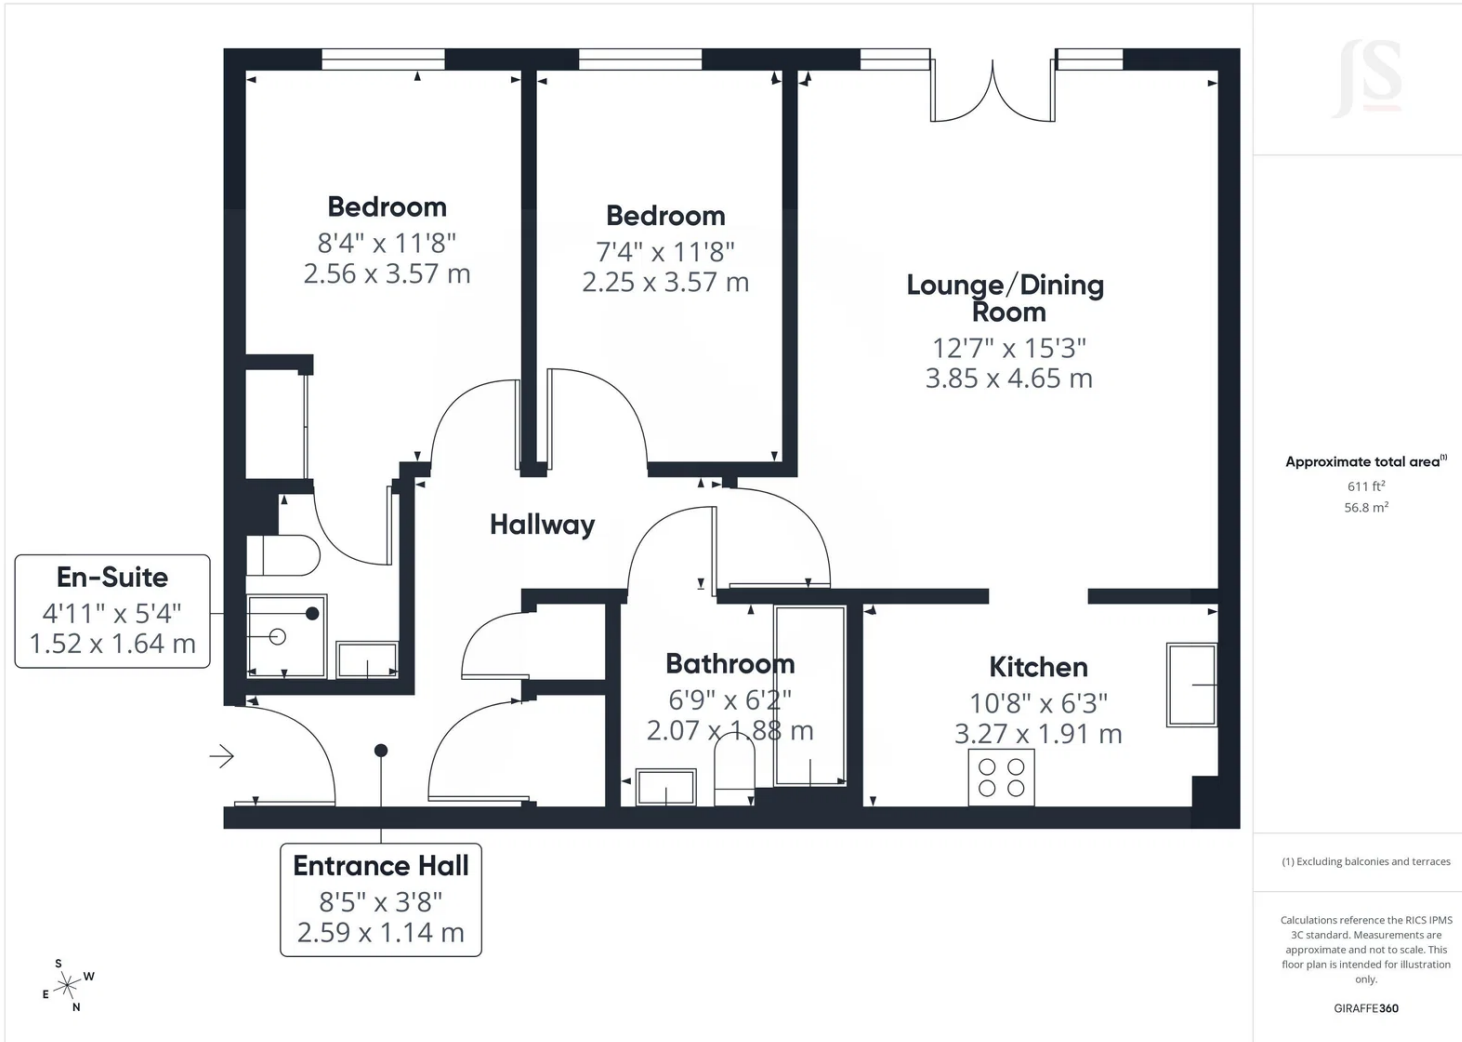 JS
Bedroom
8'4" x 11'8"
2.56 x 3.57 m
Bedroom
7'4" x 11'8"
2.25 x 3.57 m
Lounge/Dining
Room
12'7" x 15'3"
3.85 x 4.65 m
Hallway
En-Suite
4'11" x 5'4"
1.52 x 1.64 m
Bathroom
6'9" x 6'2"
2.07 x 1.88 m
Kitchen
10'8" x 6'3"
3.27 x 1.91 m
Entrance Hall
8'5" x 3'8"
2.59 x 1.14 m
S
W
E
N
Approximate total area(1)
611 ft²
56.8 m²
(1) Excluding balconies and terraces
Calculations reference the RICS IPMS
3C standard. Measurements are
approximate and not to scale. This
floor plan is intended for illustration
only.
GIRAFFE360